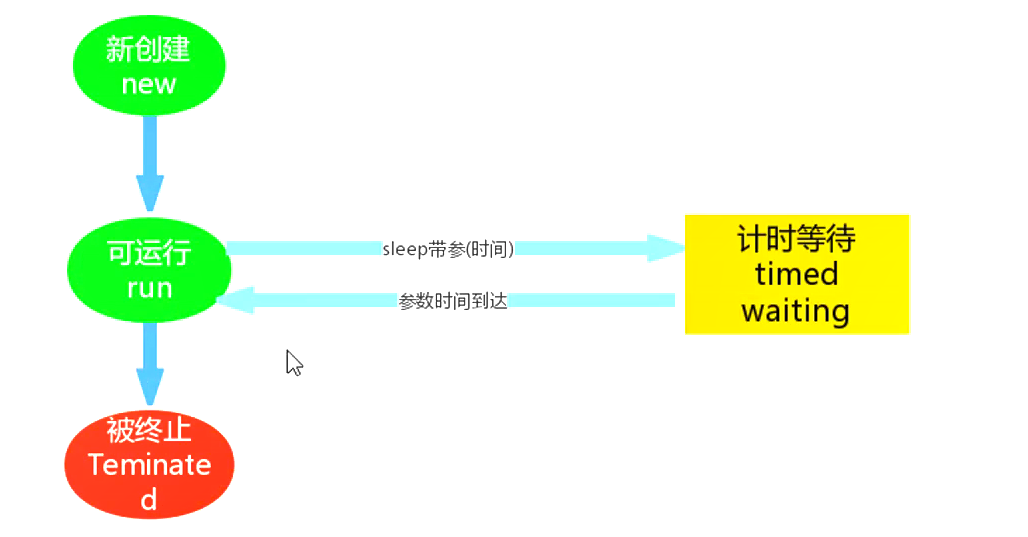 新创建
new
可运行
run
sleep带参(时间)
参数时间到达
计时等待
timed
waiting
被终止
Teminate
d